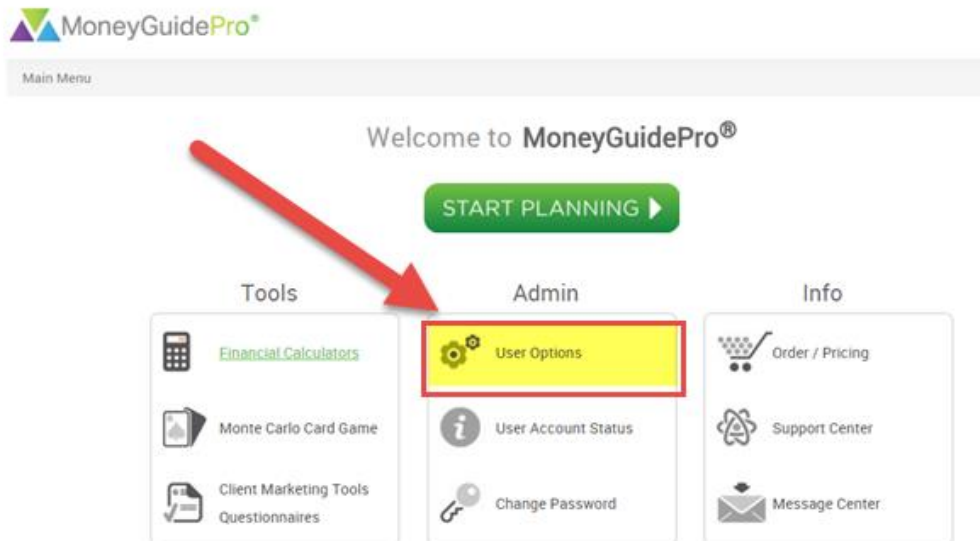 MoneyGuidePro®
Main Menu
Welcome to MoneyGuidePro®
START PLANNING
Tools
Financial Calculators
Monte Carlo Card Game
Client Marketing Tools
Questionnaires
Admin
User Options
User Account Status
Change Password
Info
Order / Pricing
Support Center
Message Center